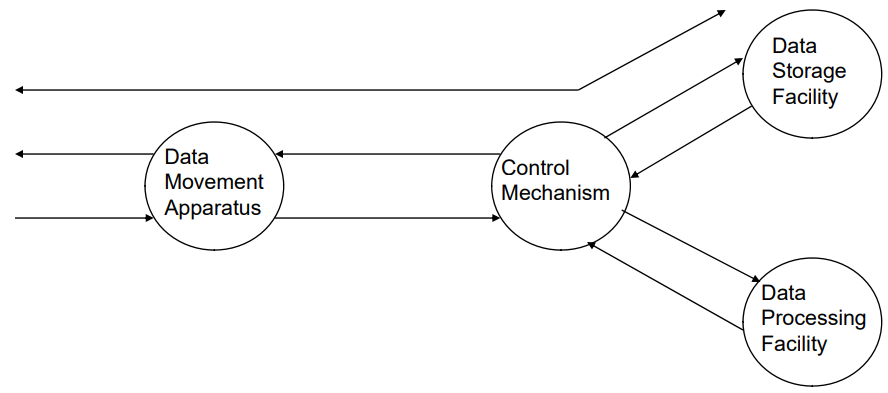 Data
Storage
Facility
Data
Movement
Apparatus
Control
Mechanism
Data
Processing
Facility